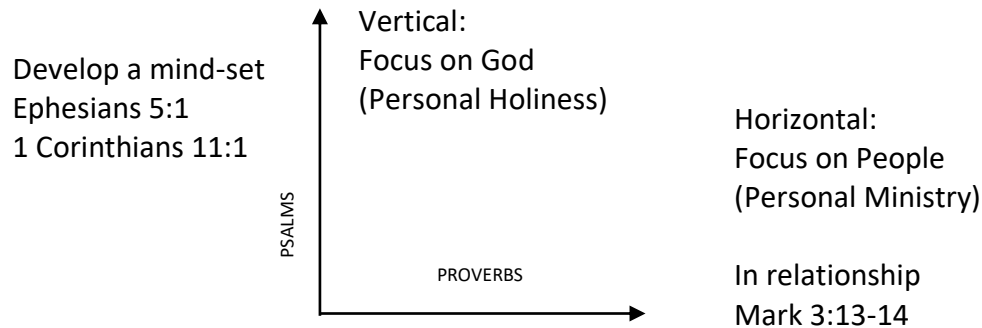 Develop a mind-set
Ephesians 5:1
1 Corinthians 11:1
Vertical:
Focus on God
(Personal Holiness)
Horizontal:
Focus on People
(Personal Ministry)
PSALMS
PROVERBS
In relationship
Mark 3:13-14